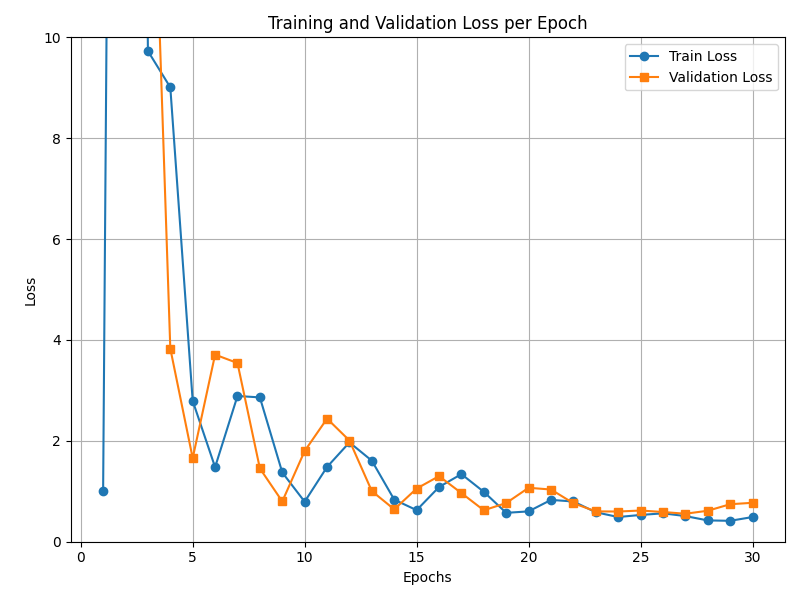 Training and Validation Loss per Epoch
Train Loss
Validation Loss
Loss
10
8
6
4
2
0
0 5 10 15 20 25 30
Epochs